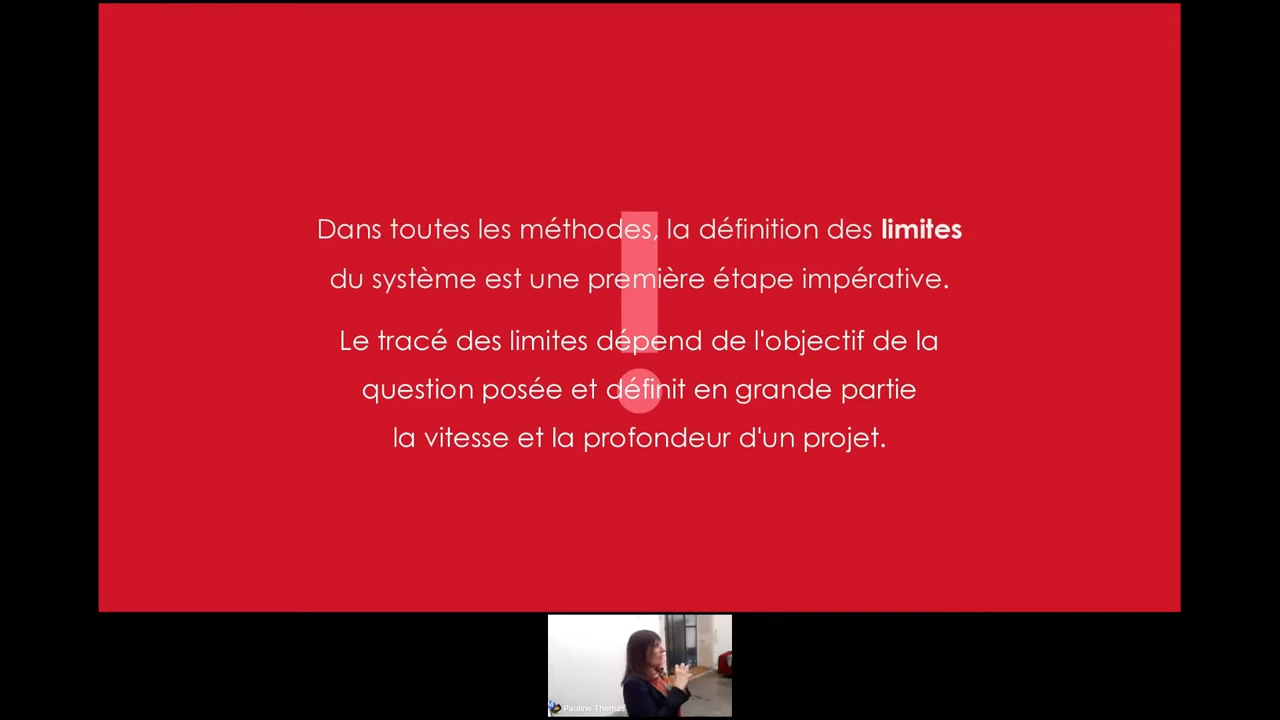 Dans toutes les méthodes, la définition des limites
du système est une première étape impérative.
Le tracé des limites dépend de l'objectif de la
question posée et définit en grande partie
la vitesse et la profondeur d'un projet.
Pauline Thomas